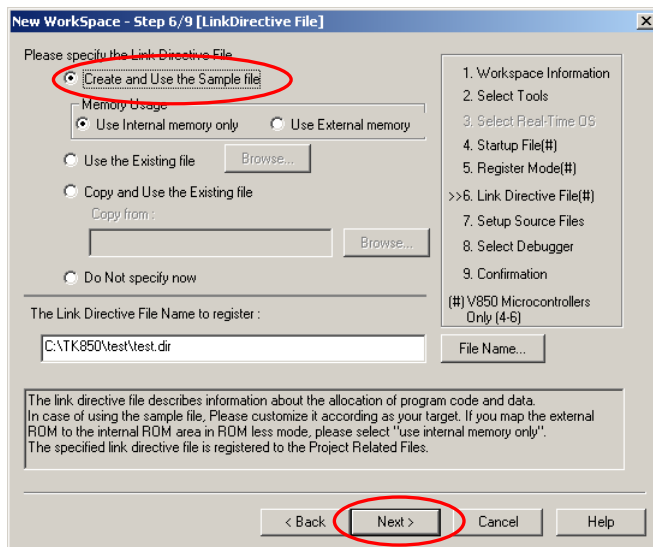 New WorkSpace - Step 6/9 [LinkDirective File]
Please specify the Link Directive File
Create and Use the Sample file
Memory Usage
Use Internal memory only
Use External memory
Use the Existing file
Browse...
Copy and Use the Existing file
Copy from :
Browse...
Do Not specify now
1. Workspace Information
2. Select Tools
3. Select Real-Time OS
4. Startup File(#)
5. Register Mode(#)
>>6. Link Directive File(#)
7. Setup Source Files
8. Select Debugger
9. Confirmation
(#) V850 Microcontrollers
Only (4-6)
The Link Directive File Name to register :
C:\TK850\test\test.dir
File Name...
The link directive file describes information about the allocation of program code and data.
In case of using the sample file, Please customize it according as your target. If you map the external
ROM to the internal ROM area in ROM less mode, please select "use internal memory only".
The specified link directive file is registered to the Project Related Files.
< Back
Next >
Cancel
Help